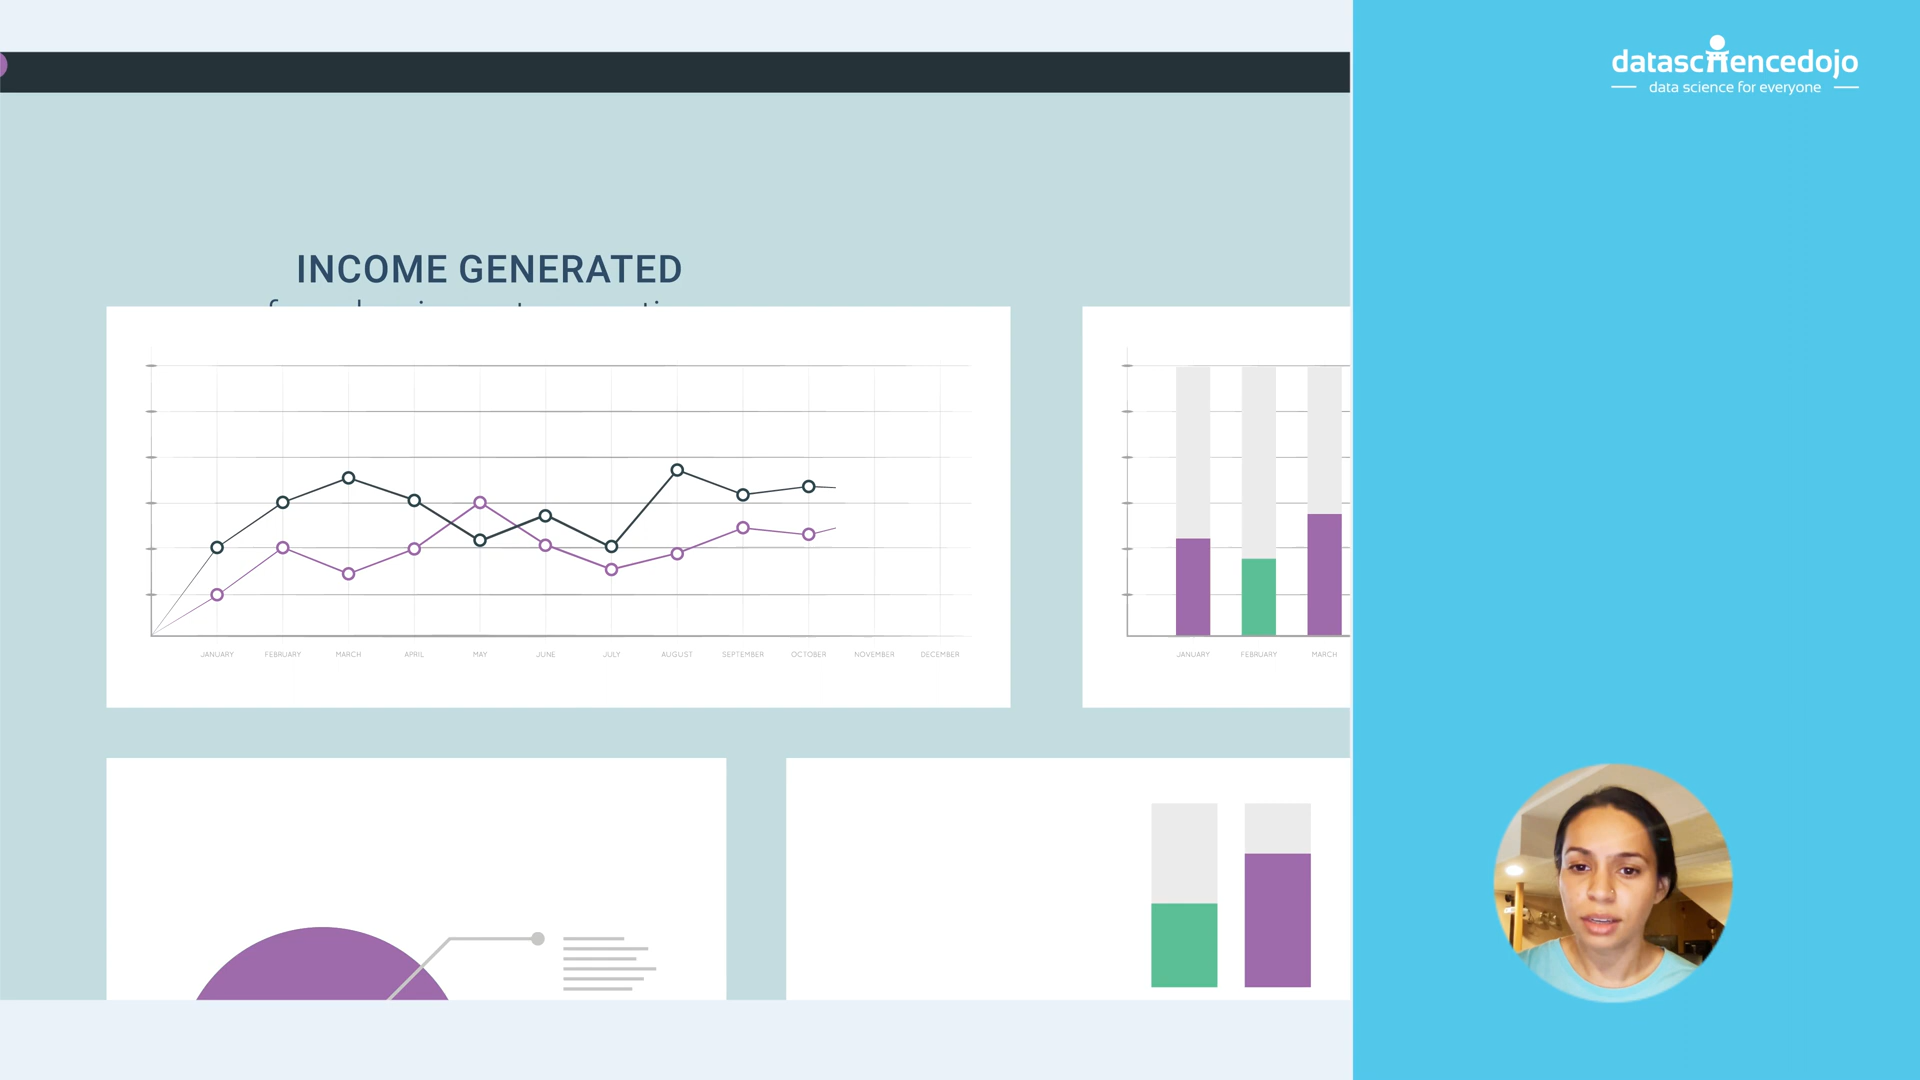 datasciencedojo
data science for everyone
INCOME GENERATED
JANUARY FEBRUARY MARCH APRIL MAY JUNE JULY AUGUST SEPTEMBER OCTOBER NOVEMBER DECEMBER
JANUARY FEBRUARY MARCH